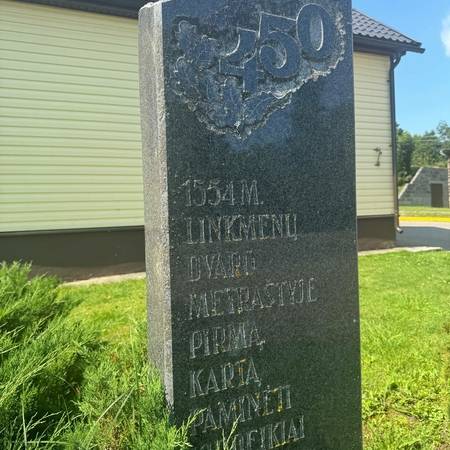 450
1554 M.
LINKMENŲ
DVARO
METRAŠTYJE
PIRMĄ
KARTĄ
PAMINĖTI